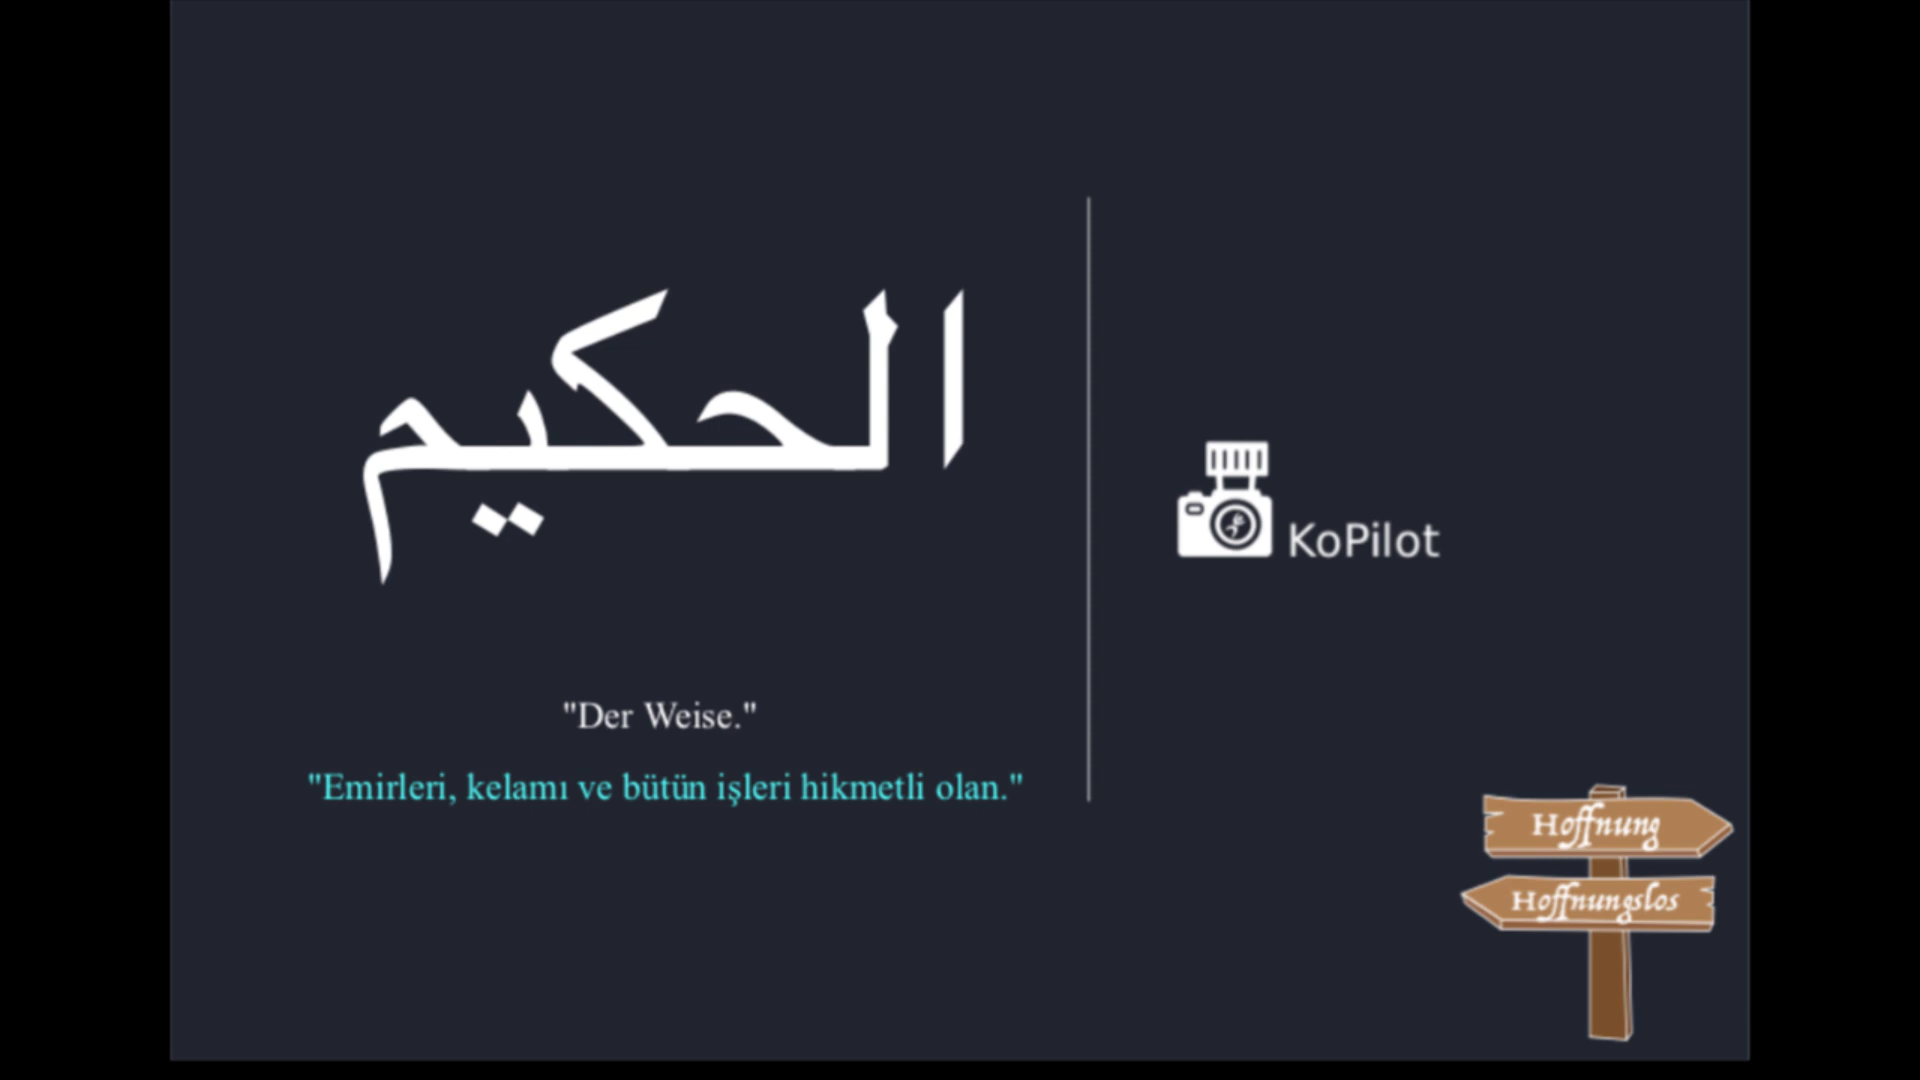 الحكيم
"Der Weise."
"Emirleri, kelamı ve bütün işleri hikmetli olan."
KoPilot
Hoffnung
Hoffnungslos